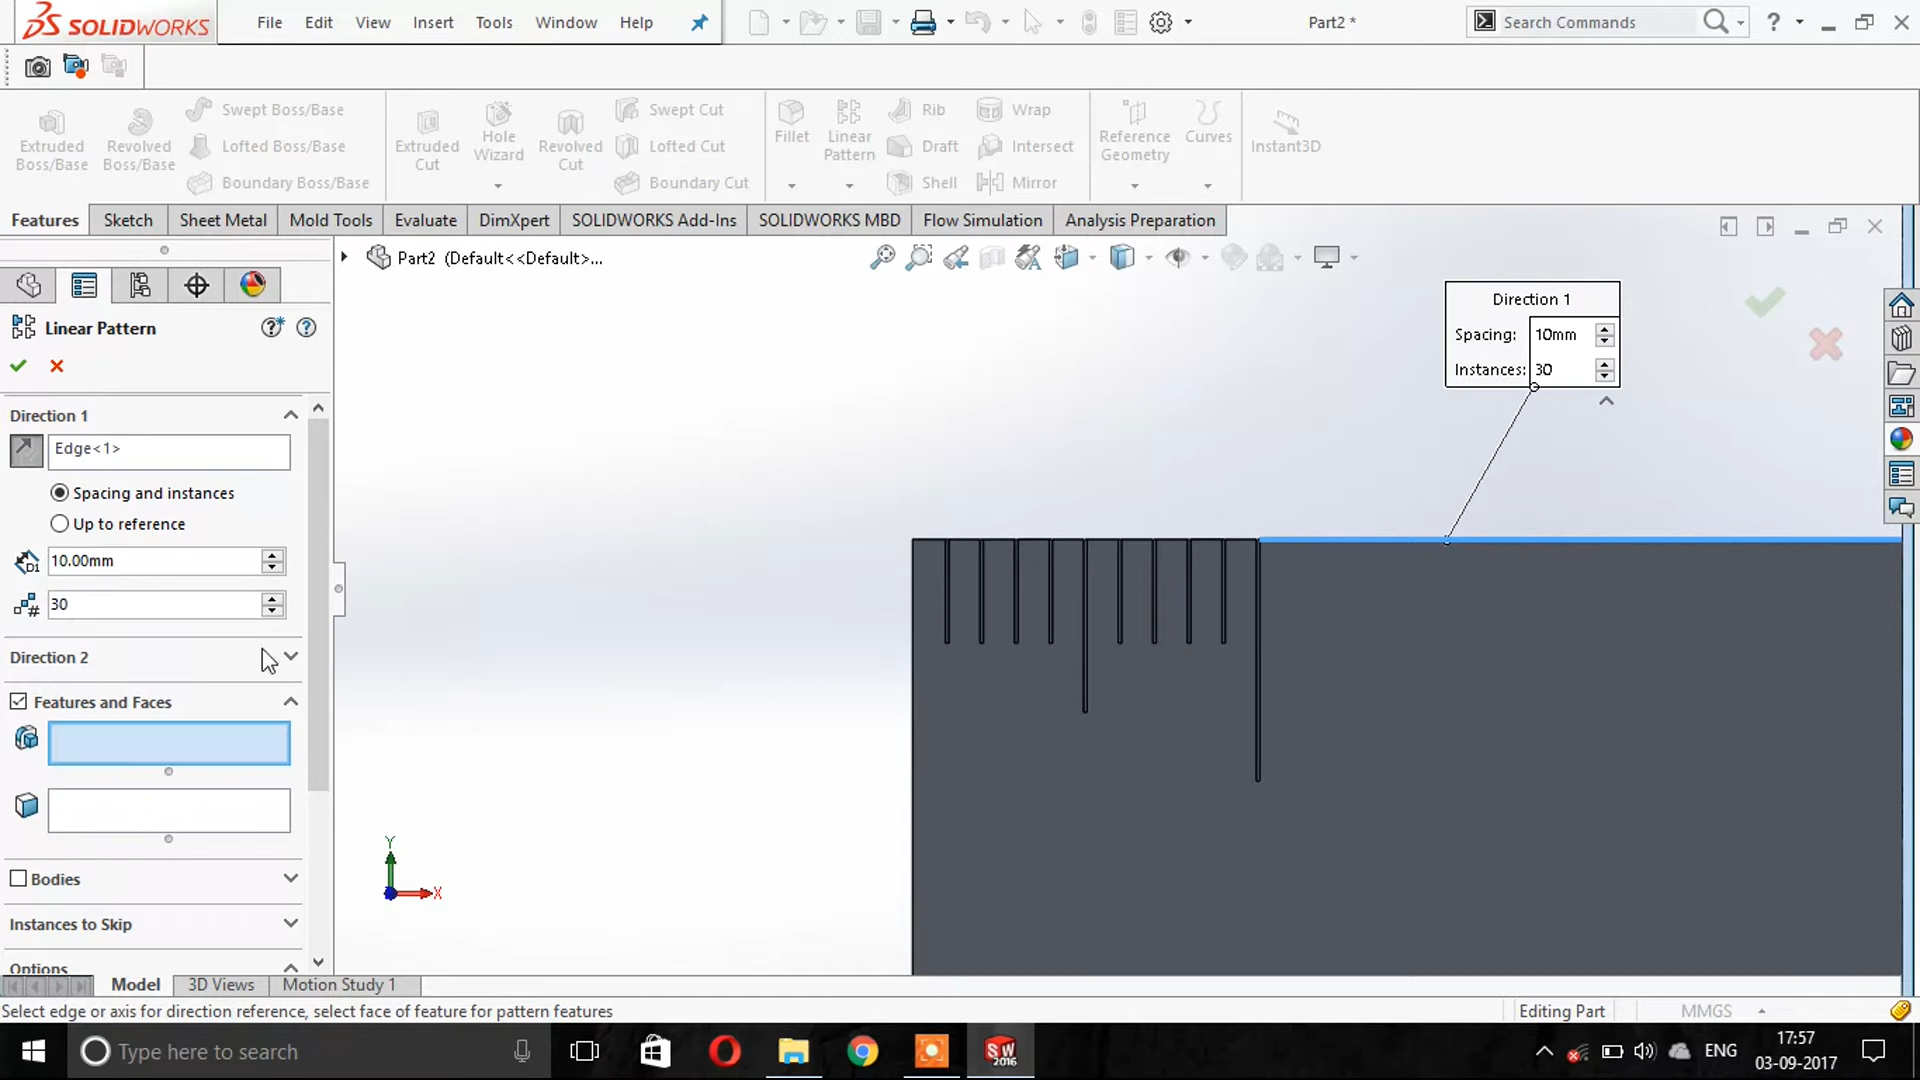 SOLIDWORKS
File Edit View Insert Tools Window Help
Part2 *
Search Commands
?
Extruded Boss/Base
Revolved Boss/Base
Swept Boss/Base
Lofted Boss/Base
Boundary Boss/Base
Extruded Cut
Hole Wizard
Revolved Cut
Swept Cut
Lofted Cut
Boundary Cut
Fillet
Linear Pattern
Rib
Draft
Shell
Wrap
Intersect
Mirror
Reference Geometry
Curves
Instant3D
Features Sketch Sheet Metal Mold Tools Evaluate DimXpert SOLIDWORKS Add-Ins SOLIDWORKS MBD Flow Simulation Analysis Preparation
Part2 (Default<<Default>...
Linear Pattern
Direction 1
Edge<1>
Spacing and instances
Up to reference
D1 10.00mm
# 30
Direction 2
Features and Faces
Bodies
Instances to Skip
Options
Direction 1
Spacing: 10mm
Instances: 30
Y
X
Model 3D Views Motion Study 1
Select edge or axis for direction reference, select face of feature for pattern features
Editing Part
MMGS
Type here to search
SW 2016
ENG
17:57
03-09-2017